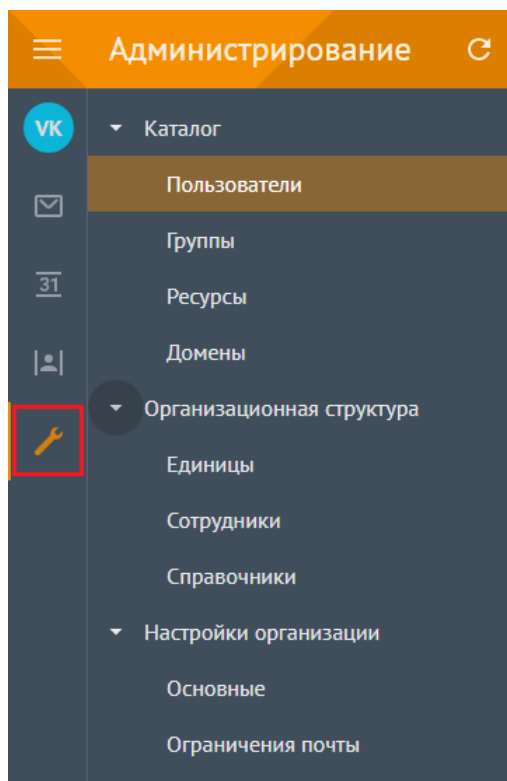 Администрирование
VK
Каталог
Пользователи
Группы
31
Ресурсы
Домены
Организационная структура
Единицы
Сотрудники
Справочники
Настройки организации
Основные
Ограничения почты